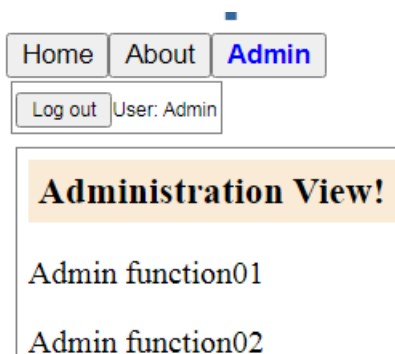 Home About Admin
Log out User: Admin
Administration View!
Admin function01
Admin function02